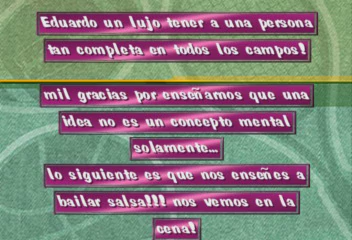 Eduardo un lujo tener a una persona
tan completa en todos los campos!
mil gracias por enseñarnos que una
idea no es un concepto mental
solamente...
lo siguiente es que nos enseñes a
bailar salsa!!! nos vemos en la
cena!